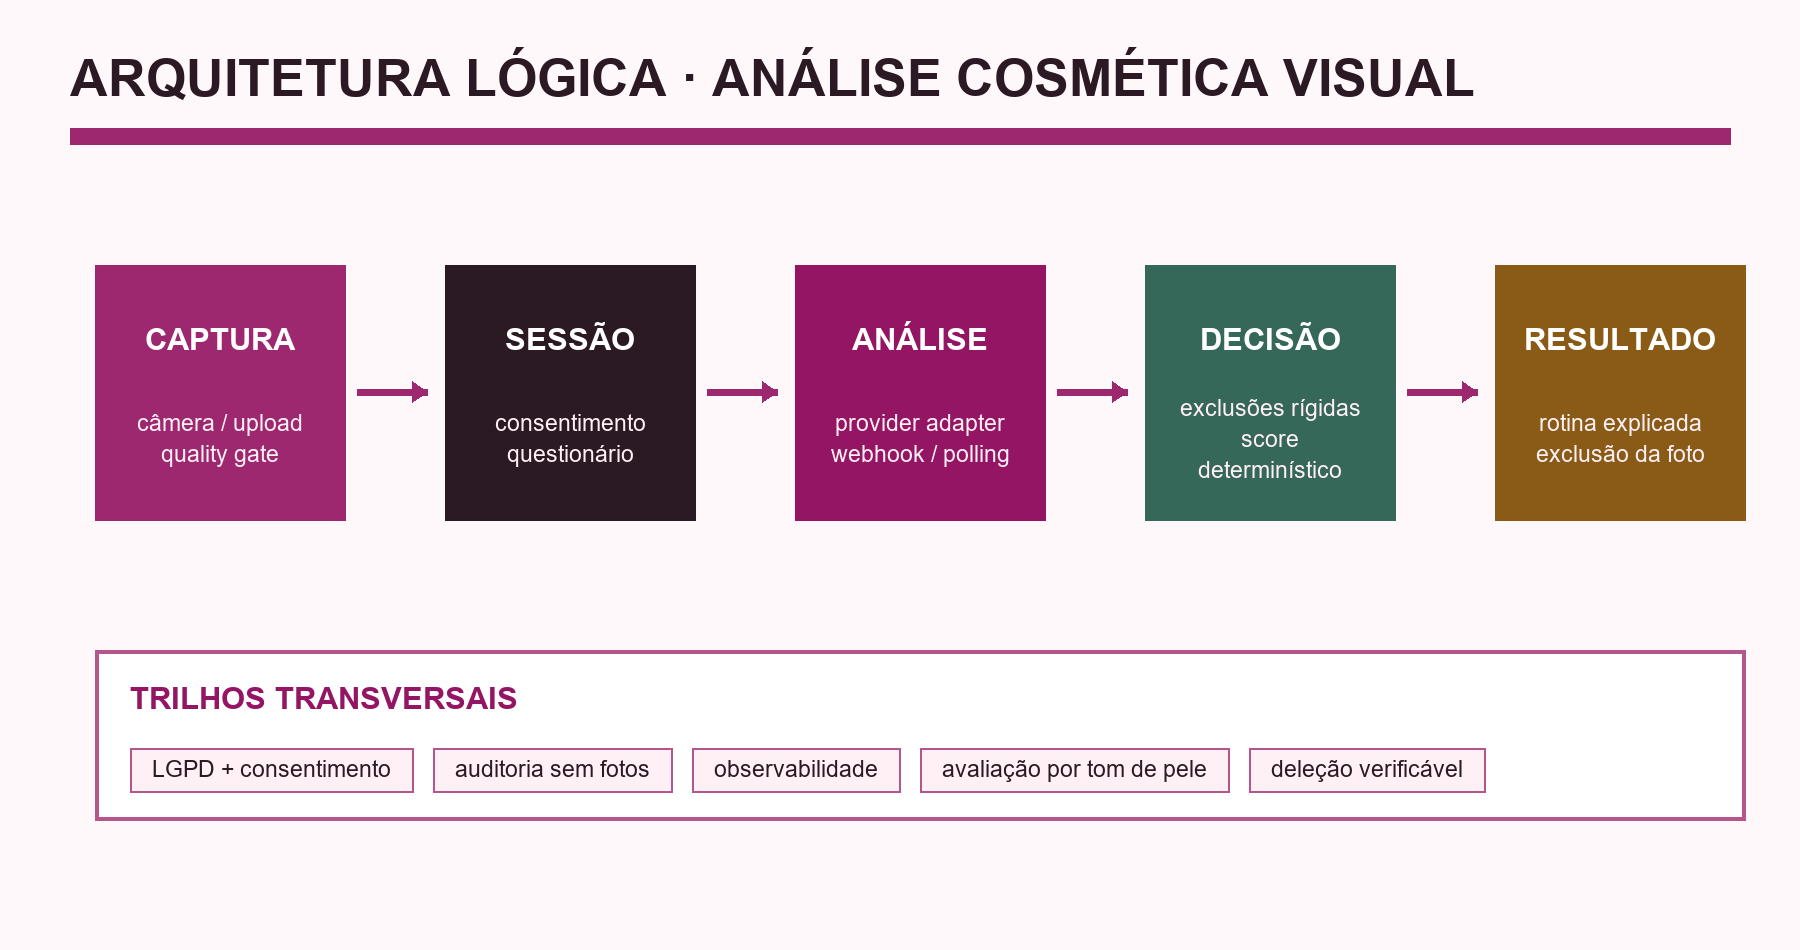 ARQUITETURA LÓGICA · ANÁLISE COSMÉTICA VISUAL
CAPTURA
câmera / upload
quality gate
SESSÃO
consentimento
questionário
ANÁLISE
provider adapter
webhook / polling
DECISÃO
exclusões rígidas
score
determinístico
RESULTADO
rotina explicada
exclusão da foto
TRILHOS TRANSVERSAIS
LGPD + consentimento
auditoria sem fotos
observabilidade
avaliação por tom de pele
deleção verificável